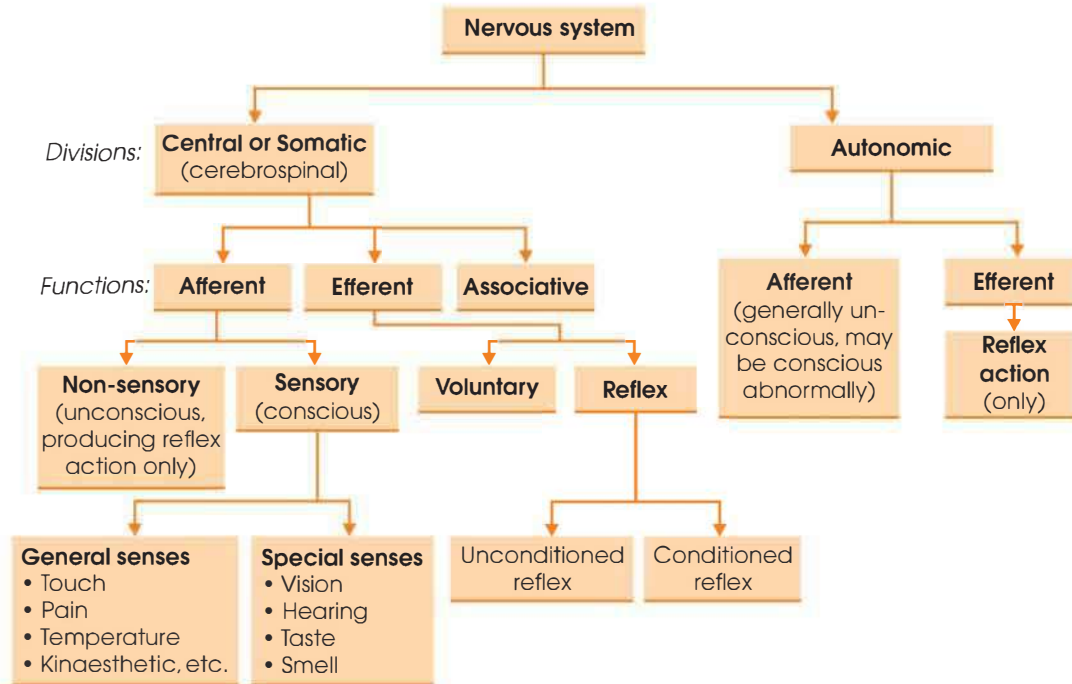 Nervous system
Divisions:
Central or Somatic
(cerebrospinal)
Autonomic
Functions:
Afferent
Efferent
Associative
Afferent
(generally un-
conscious, may
be conscious
abnormally)
Efferent
Reflex
action
(only)
Non-sensory
(unconscious,
producing reflex
action only)
Sensory
(conscious)
Voluntary
Reflex
General senses
• Touch
• Pain
• Temperature
• Kinaesthetic, etc.
Special senses
• Vision
• Hearing
• Taste
• Smell
Unconditioned
reflex
Conditioned
reflex